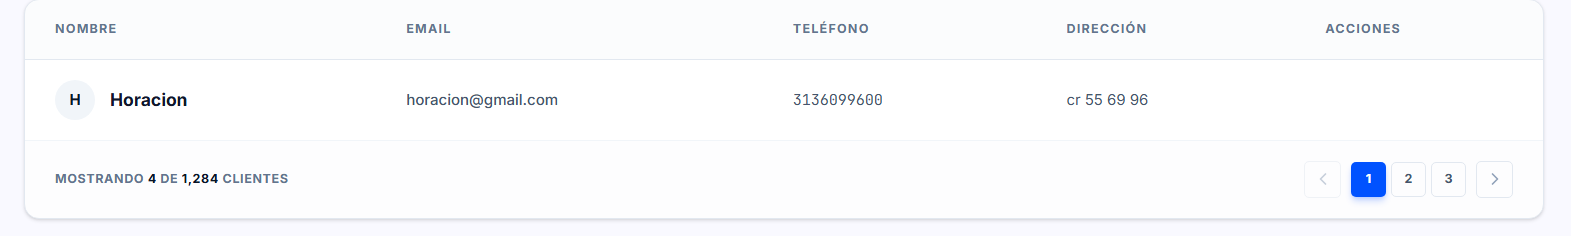 NOMBRE EMAIL TELÉFONO DIRECCIÓN ACCIONES
H Horacion horacion@gmail.com 3136099600 cr 55 69 96
MOSTRANDO 4 DE 1,284 CLIENTES 1 2 3